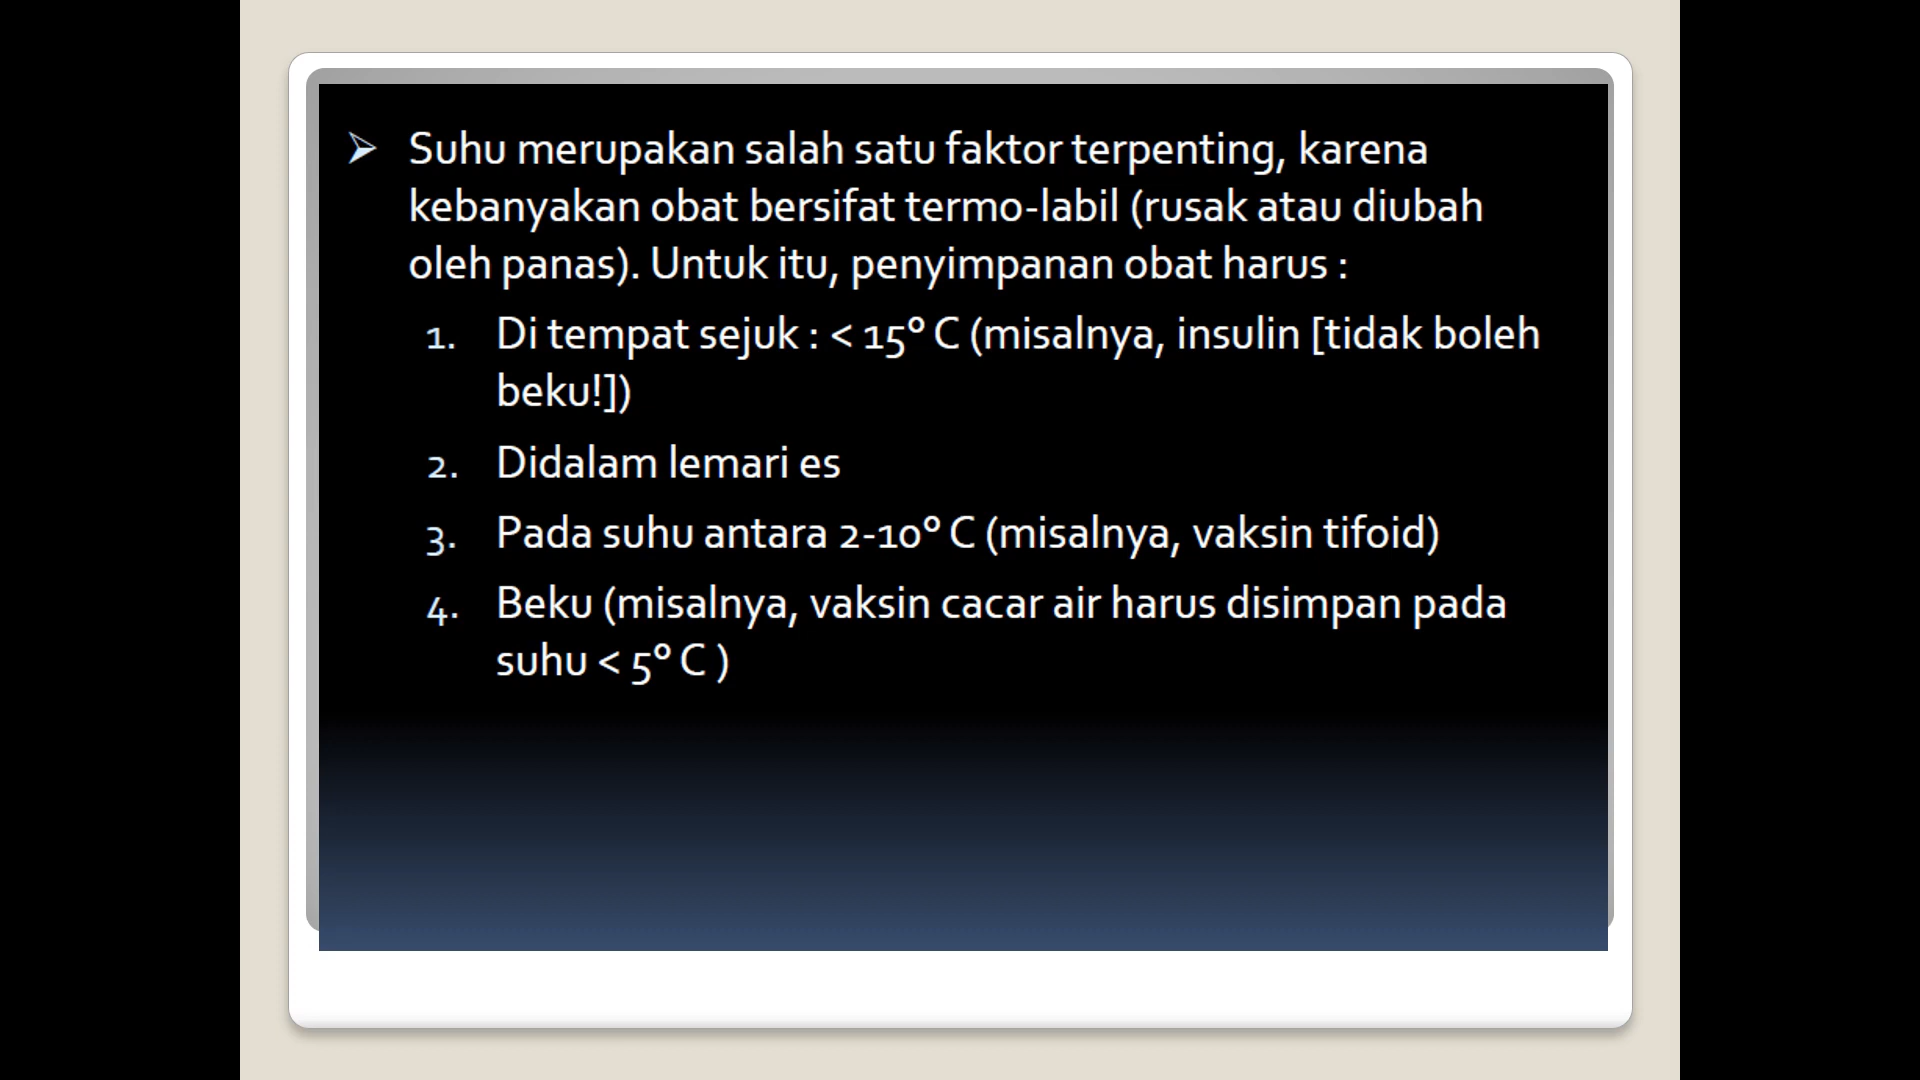 Suhu merupakan salah satu faktor terpenting, karena
kebanyakan obat bersifat termo-labil (rusak atau diubah
oleh panas). Untuk itu, penyimpanan obat harus :
1. Di tempat sejuk : < 15° C (misalnya, insulin [tidak boleh
beku!])
2. Didalam lemari es
3. Pada suhu antara 2-10° C (misalnya, vaksin tifoid)
4. Beku (misalnya, vaksin cacar air harus disimpan pada
suhu < 5° C )